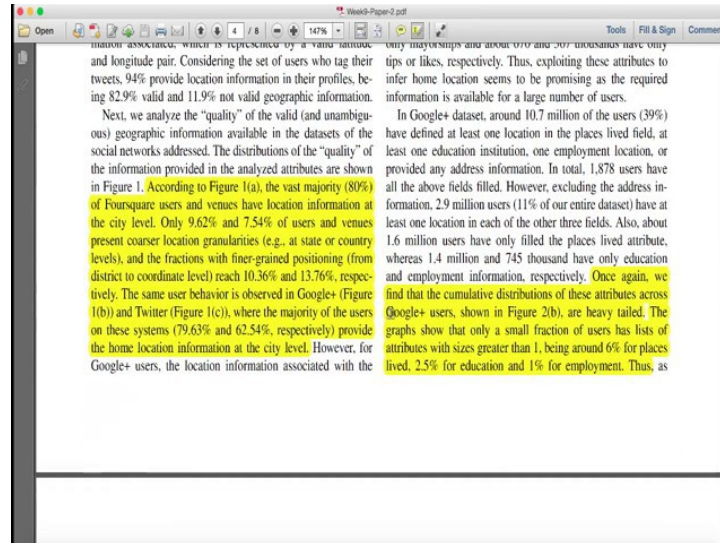 Week9-Paper-2.pdf
Open
4 / 8
147%
Tools Fill & Sign Comment
mation associated, which is represented by a valid latitude
and longitude pair. Considering the set of users who tag their
tweets, 94% provide location information in their profiles, be-
ing 82.9% valid and 11.9% not valid geographic information.
Next, we analyze the “quality” of the valid (and unambigu-
ous) geographic information available in the datasets of the
social networks addressed. The distributions of the “quality” of
the information provided in the analyzed attributes are shown
in Figure 1. According to Figure 1(a), the vast majority (80%)
of Foursquare users and venues have location information at
the city level. Only 9.62% and 7.54% of users and venues
present coarser location granularities (e.g., at state or country
levels), and the fractions with finer-grained positioning (from
district to coordinate level) reach 10.36% and 13.76%, respec-
tively. The same user behavior is observed in Google+ (Figure
1(b)) and Twitter (Figure 1(c)), where the majority of the users
on these systems (79.63% and 62.54%, respectively) provide
the home location information at the city level. However, for
Google+ users, the location information associated with the
only mayorships and about 670 and 367 thousands have only
tips or likes, respectively. Thus, exploiting these attributes to
infer home location seems to be promising as the required
information is available for a large number of users.
In Google+ dataset, around 10.7 million of the users (39%)
have defined at least one location in the places lived field, at
least one education institution, one employment location, or
provided any address information. In total, 1,878 users have
all the above fields filled. However, excluding the address in-
formation, 2.9 million users (11% of our entire dataset) have at
least one location in each of the other three fields. Also, about
1.6 million users have only filled the places lived attribute,
whereas 1.4 million and 745 thousand have only education
and employment information, respectively. Once again, we
find that the cumulative distributions of these attributes across
Google+ users, shown in Figure 2(b), are heavy tailed. The
graphs show that only a small fraction of users has lists of
attributes with sizes greater than 1, being around 6% for places
lived, 2.5% for education and 1% for employment. Thus, as